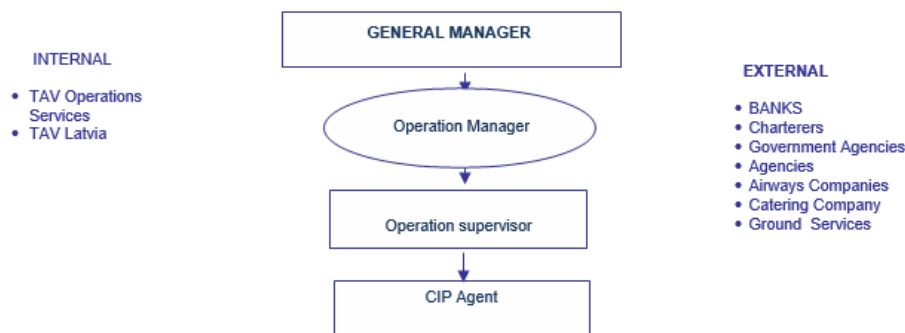 GENERAL MANAGER
INTERNAL
• TAV Operations
Services
• TAV Latvia
Operation Manager
Operation supervisor
CIP Agent
EXTERNAL
• BANKS
• Charterers
• Government Agencies
• Agencies
• Airways Companies
• Catering Company
• Ground Services